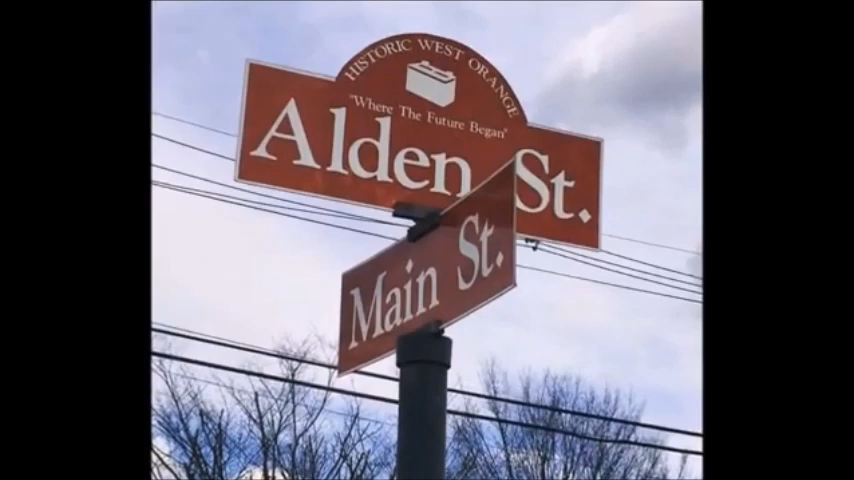 HISTORIC WEST ORANGE
"Where The Future Began"
Alden St.
Main St.